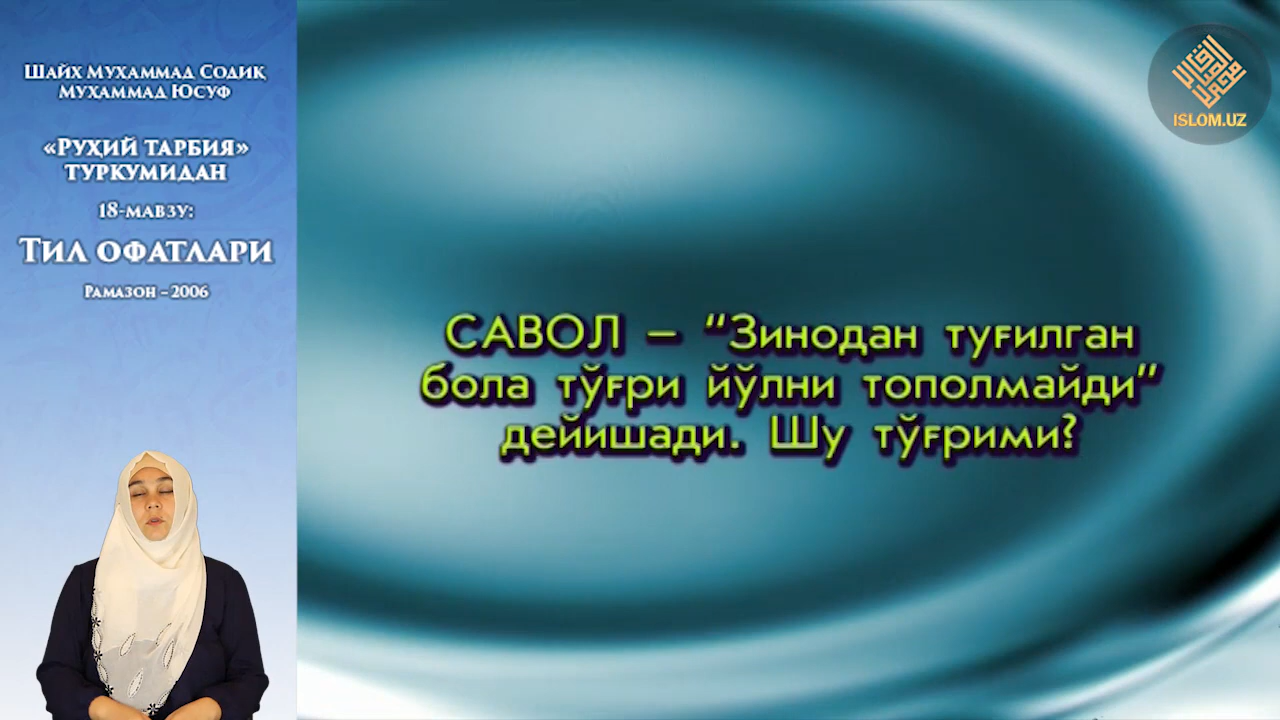 Шайх Муҳаммад Содиқ
Муҳаммад Юсуф
«Руҳий тарбия»
туркумидан
18-мавзу:
Тил офатлари
Рамазон – 2006
САВОЛ – “Зинодан туғилган
бола тўғри йўлни тополмайди”
дейишади. Шу тўғрими?
ISLOM.UZ